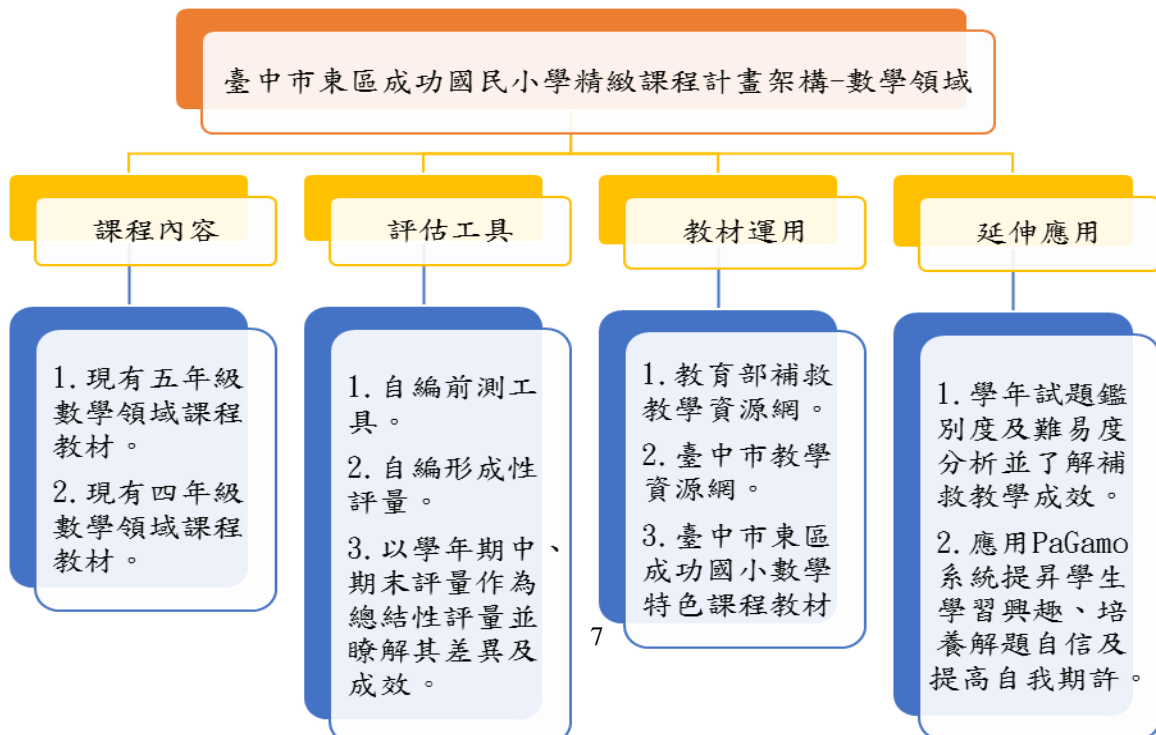 臺中市東區成功國民小學精緻課程計畫架構-數學領域
課程內容
1. 現有五年級
數學領域課程
教材。
2. 現有四年級
數學領域課程
教材。
評估工具
1. 自編前測工
具。
2. 自編形成性
評量。
3. 以學年期中、
期末評量作為
總結性評量並
瞭解其差異及
成效。
教材運用
1. 教育部補救
教學資源網。
2. 臺中市教學
資源網。
3. 臺中市東區
成功國小數學
特色課程教材
延伸應用
1. 學年試題鑑
別度及難易度
分析並了解補
救教學成效。
2. 應用PaGamo
系統提昇學生
學習興趣、培
養解題自信及
提高自我期許。
7